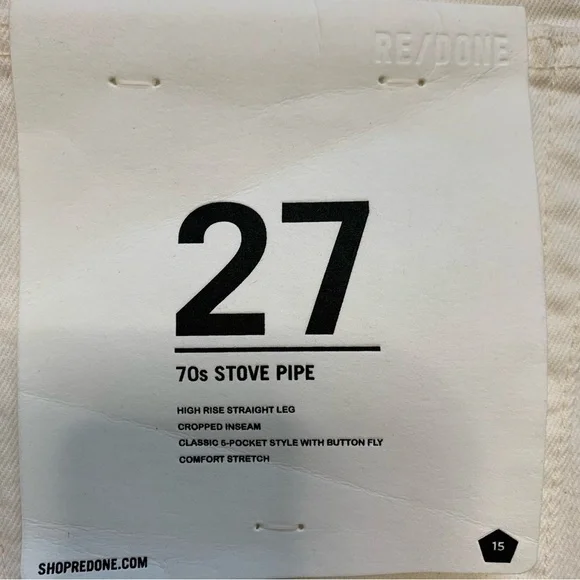 RE/DONE
27
70s STOVE PIPE
HIGH RISE STRAIGHT LEG
CROPPED INSEAM
CLASSIC 5-POCKET STYLE WITH BUTTON FLY
COMFORT STRETCH
SHOPREDONE.COM
15